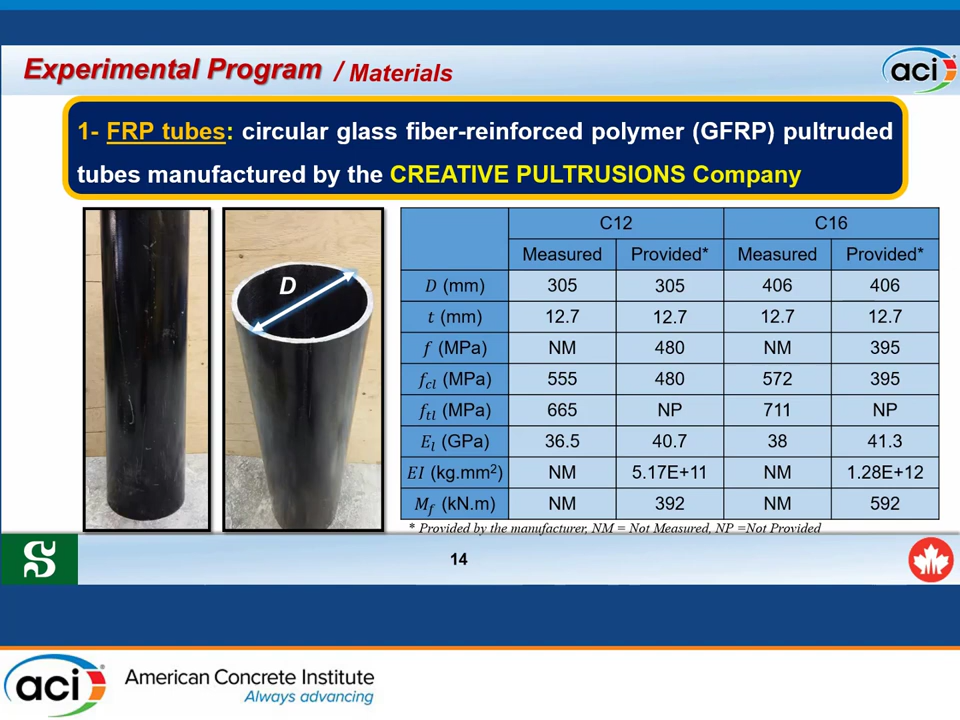 Experimental Program / Materials
aci
1- FRP tubes: circular glass fiber-reinforced polymer (GFRP) pultruded
tubes manufactured by the CREATIVE PULTRUSIONS Company
D
C12 C16
Measured Provided* Measured Provided*
D (mm) 305 305 406 406
t (mm) 12.7 12.7 12.7 12.7
f (MPa) NM 480 NM 395
f_cl (MPa) 555 480 572 395
f_tl (MPa) 665 NP 711 NP
E_l (GPa) 36.5 40.7 38 41.3
EI (kg.mm²) NM 5.17E+11 NM 1.28E+12
M_f (kN.m) NM 392 NM 592
* Provided by the manufacturer, NM = Not Measured, NP =Not Provided
14
aci American Concrete Institute
Always advancing